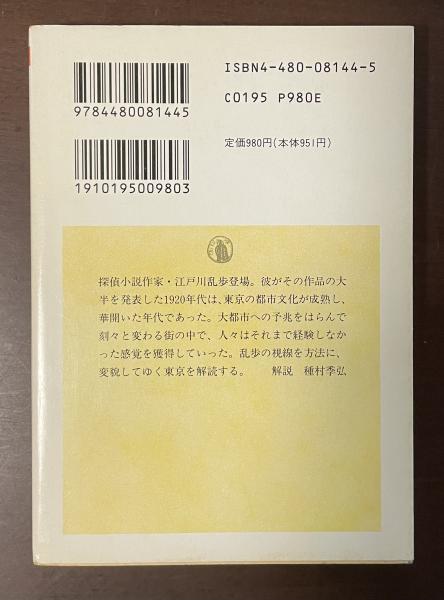 ISBN4-480-08144-5
9784480081445
C0195 P980E
定価980円(本体951円)
1910195009803
探偵小説作家・江戸川乱歩登場。彼がその作品の大
半を発表した1920年代は、東京の都市文化が成熟し、
華開いた年代であった。大都市への予兆をはらんで
刻々と変わる街の中で、人々はそれまで経験しなか
った感覚を獲得していった。乱歩の視線を方法に、
変貌してゆく東京を解読する。　　解説　種村季弘